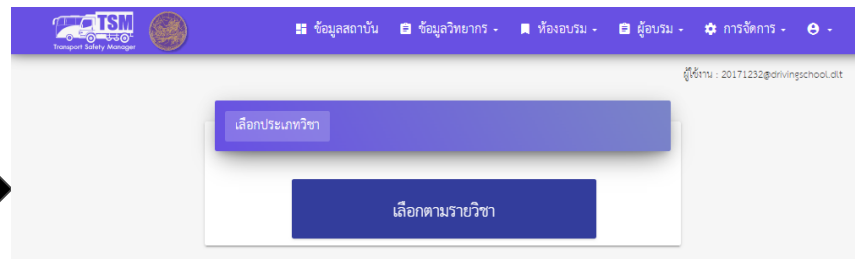 TSM
Transport Safety Manager
ข้อมูลสถาบัน ข้อมูลวิทยากร ห้องอบรม ผู้อบรม การจัดการ
ผู้ใช้งาน : 20171232@drivingschool.dlt
เลือกประเภทวิชา
เลือกตามรายวิชา